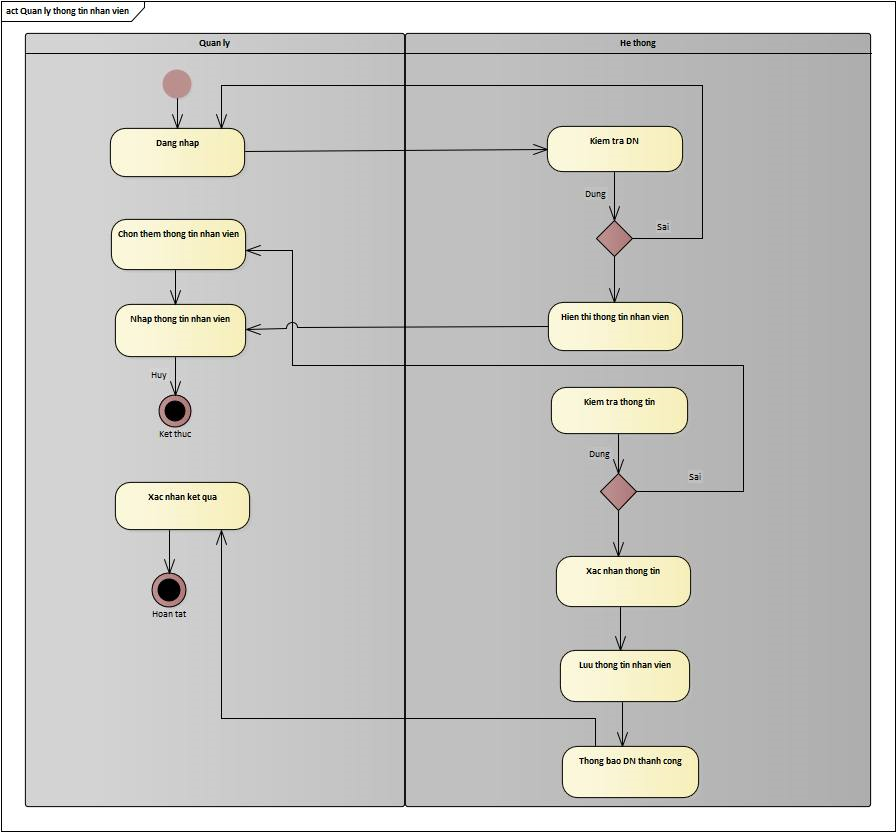 act Quan ly thong tin nhan vien
Quan ly
He thong
Dang nhap
Kiem tra DN
Dung
Sai
Chon them thong tin nhan vien
Nhap thong tin nhan vien
Hien thi thong tin nhan vien
Huy
Ket thuc
Kiem tra thong tin
Dung
Sai
Xac nhan ket qua
Xac nhan thong tin
Hoan tat
Luu thong tin nhan vien
Thong bao DN thanh cong